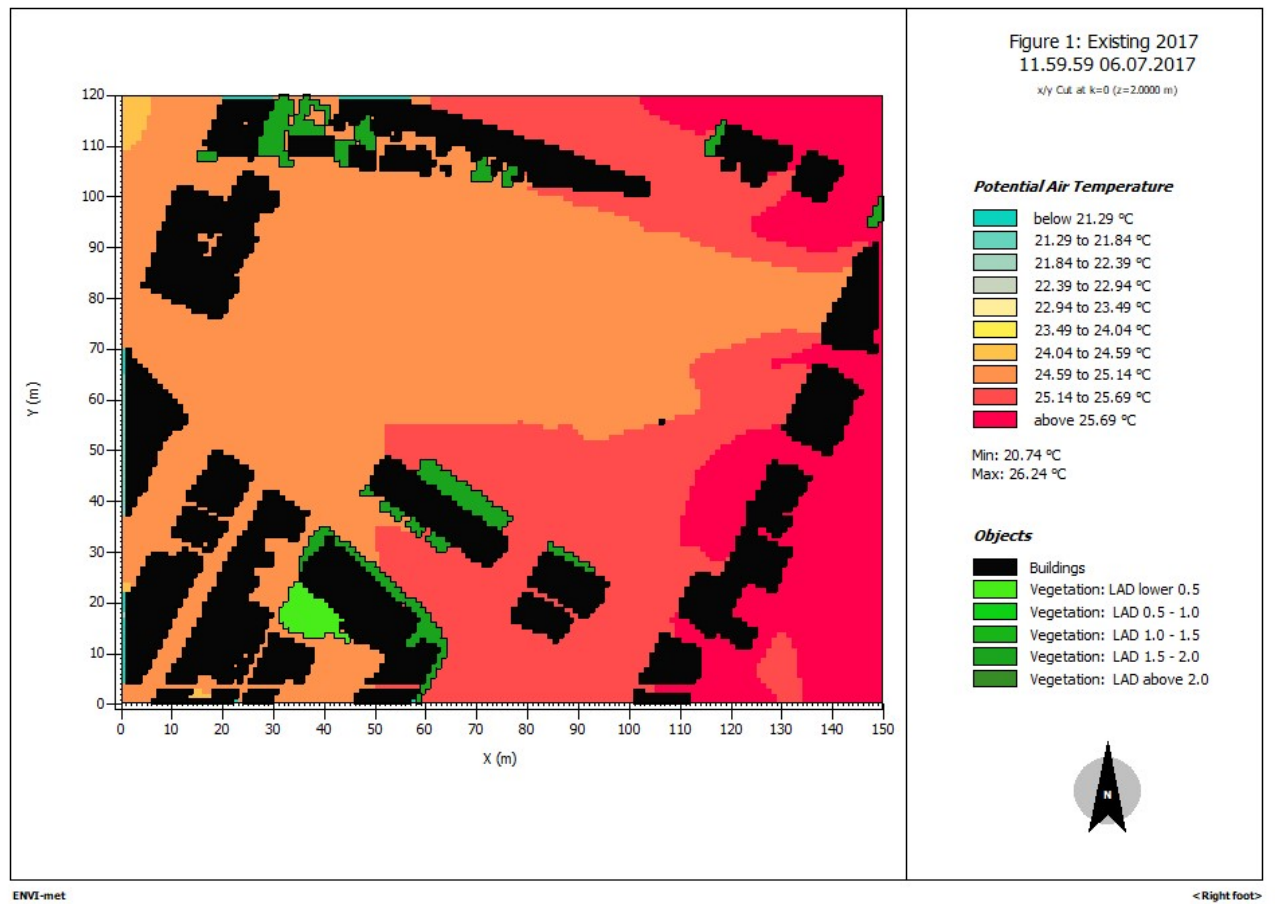 Figure 1: Existing 2017
11.59.59 06.07.2017
x/y Cut at k=0 (z=2.0000 m)
120
110
100
90
80
70
60
50
40
30
20
10
0
Y (m)
0 10 20 30 40 50 60 70 80 90 100 110 120 130 140 150
X (m)
Potential Air Temperature
below 21.29 °C
21.29 to 21.84 °C
21.84 to 22.39 °C
22.39 to 22.94 °C
22.94 to 23.49 °C
23.49 to 24.04 °C
24.04 to 24.59 °C
24.59 to 25.14 °C
25.14 to 25.69 °C
above 25.69 °C
Min: 20.74 °C
Max: 26.24 °C
Objects
Buildings
Vegetation: LAD lower 0.5
Vegetation: LAD 0.5 - 1.0
Vegetation: LAD 1.0 - 1.5
Vegetation: LAD 1.5 - 2.0
Vegetation: LAD above 2.0
N
ENVI-met
<Right foot>